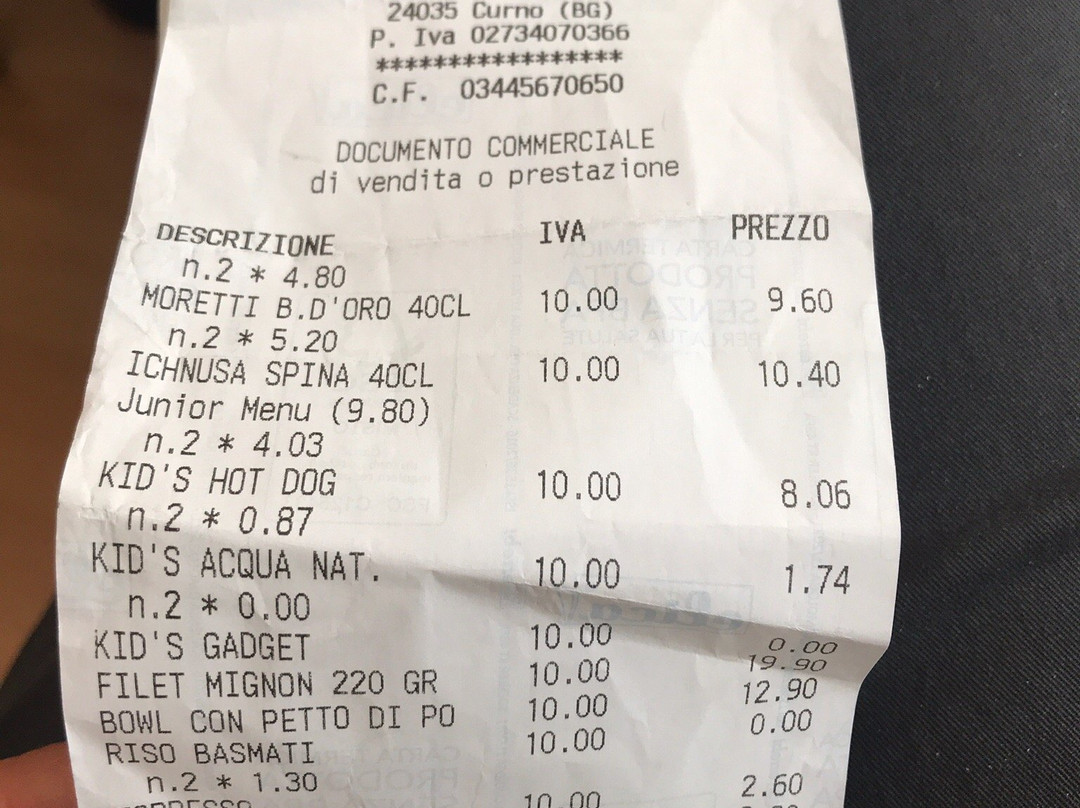 24035 Curno (BG)
P. Iva 02734070366
******************
C.F. 03445670650
DOCUMENTO COMMERCIALE
di vendita o prestazione
DESCRIZIONE IVA PREZZO
n.2 * 4.80
MORETTI B.D'ORO 40CL 10.00 9.60
n.2 * 5.20
ICHNUSA SPINA 40CL 10.00 10.40
Junior Menu (9.80)
n.2 * 4.03
KID'S HOT DOG 10.00 8.06
n.2 * 0.87
KID'S ACQUA NAT. 10.00 1.74
n.2 * 0.00
KID'S GADGET 10.00 0.00
FILET MIGNON 220 GR 10.00 19.90
BOWL CON PETTO DI PO 10.00 12.90
RISO BASMATI 10.00 0.00
n.2 * 1.30
10.00 2.60